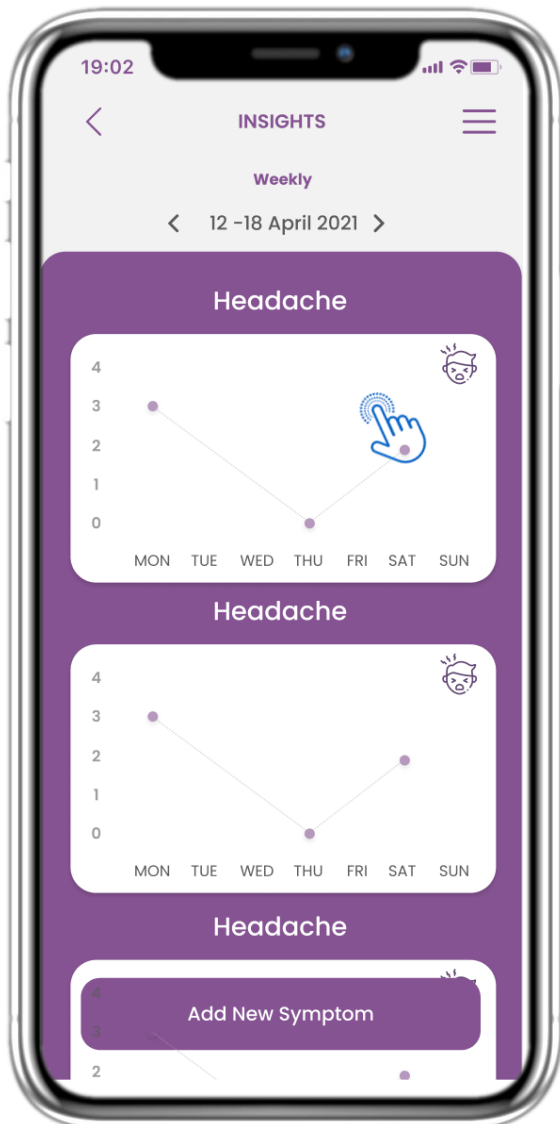 19:02
INSIGHTS
Weekly
12 -18 April 2021
Headache
4
3
2
1
0
MON TUE WED THU FRI SAT SUN
Headache
4
3
2
1
0
MON TUE WED THU FRI SAT SUN
Headache
4
Add New Symptom
3
2